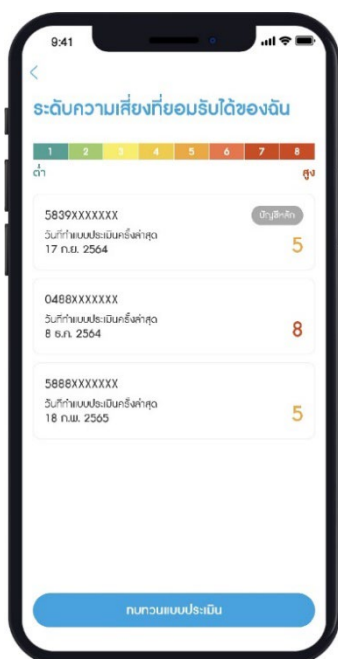 9:41
ระดับความเสี่ยงที่ยอมรับได้ของฉัน
1 2 3 4 5 6 7 8
ต่ำ สูง
5839XXXXXXX บัญชีหลัก
วันที่ทำแบบประเมินครั้งล่าสุด
17 ก.ย. 2564 5
0488XXXXXXX
วันที่ทำแบบประเมินครั้งล่าสุด
8 ธ.ค. 2564 8
5888XXXXXXX
วันที่ทำแบบประเมินครั้งล่าสุด
18 ก.พ. 2565 5
ทบทวนแบบประเมิน